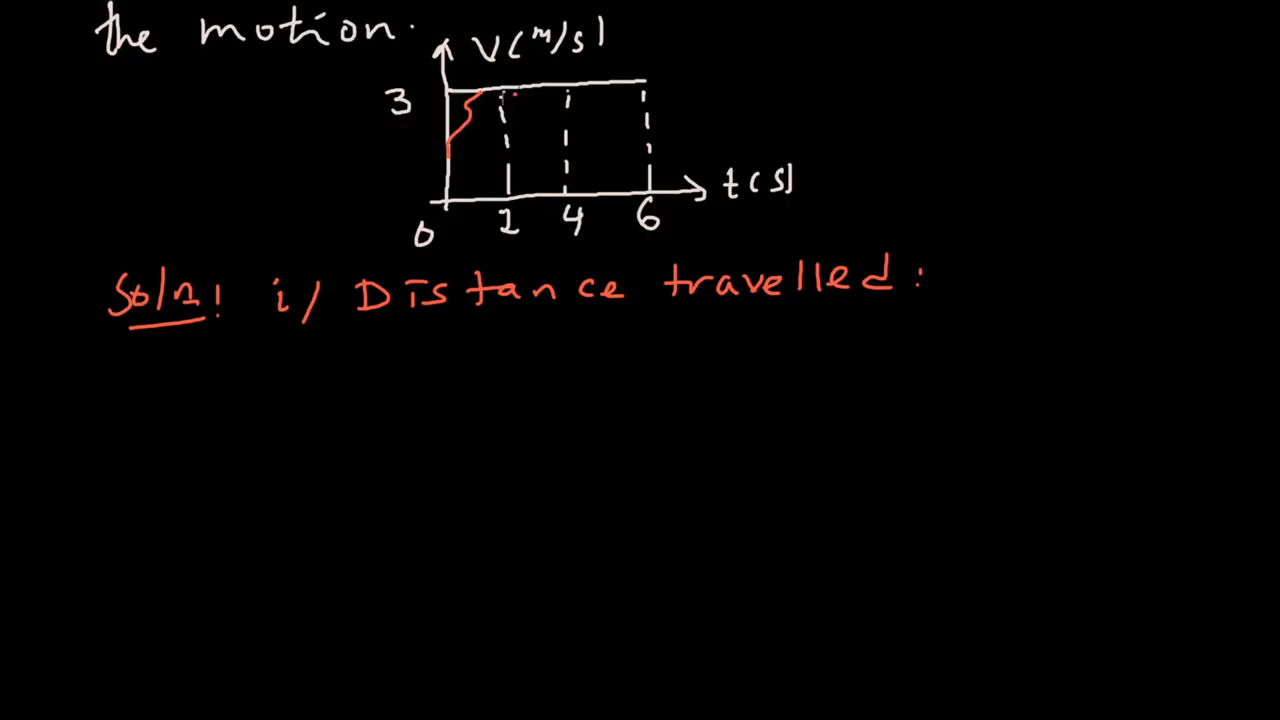 the motion.
V(m/s)
3
t(s)
0 2 4 6
Soln: i/ Distance travelled: